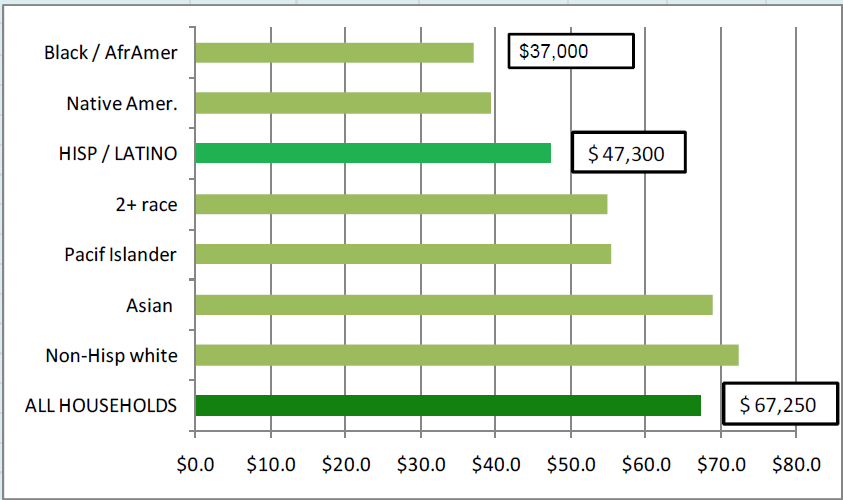 Black / AfrAmer
$37,000
Native Amer.
HISP / LATINO
$ 47,300
2+ race
Pacif Islander
Asian
Non-Hisp white
ALL HOUSEHOLDS
$ 67,250
$0.0 $10.0 $20.0 $30.0 $40.0 $50.0 $60.0 $70.0 $80.0